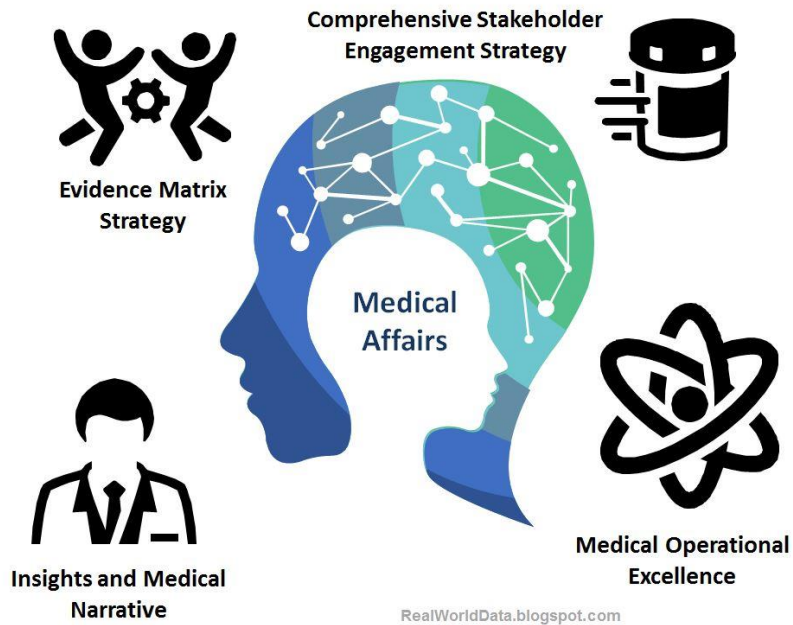 Comprehensive Stakeholder
Engagement Strategy
Evidence Matrix
Strategy
Medical
Affairs
Medical Operational
Excellence
Insights and Medical
Narrative
RealWorldData.blogspot.com